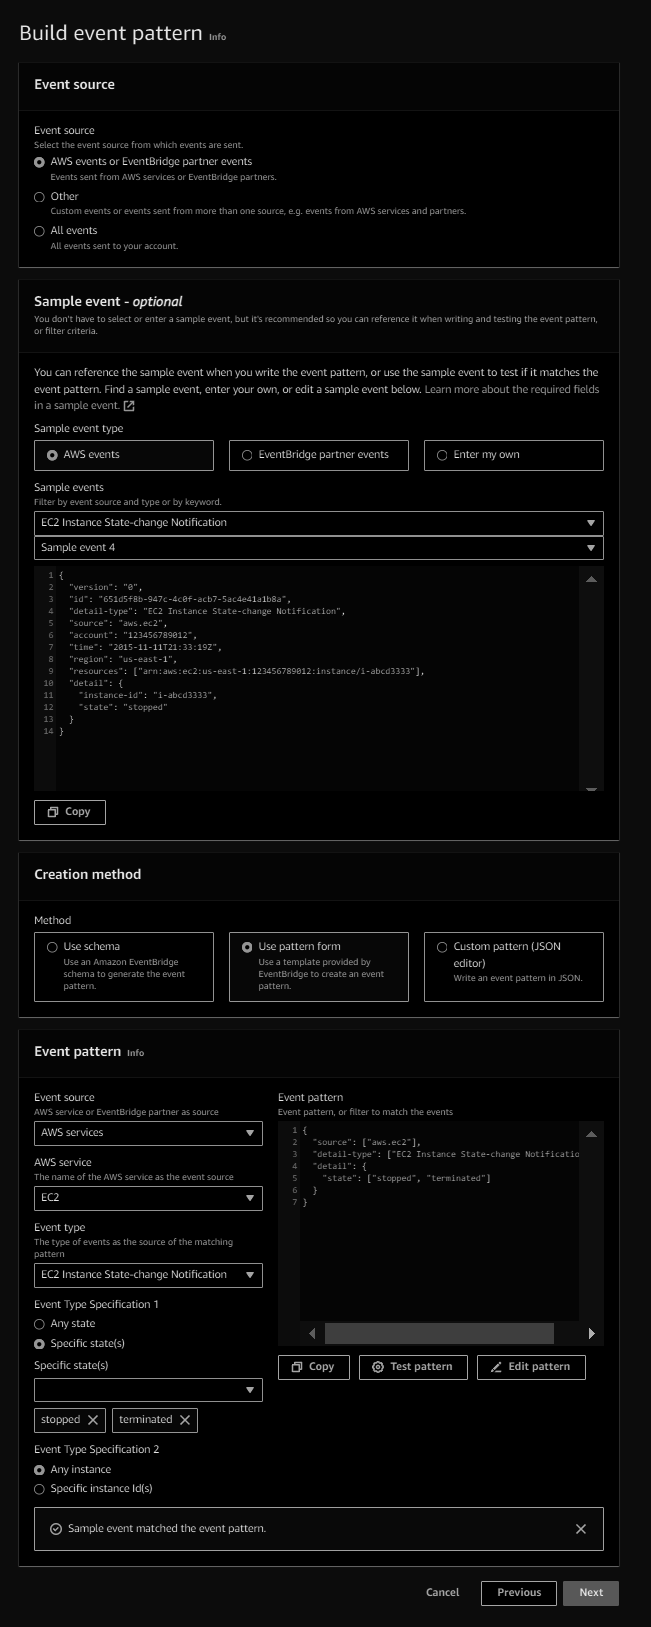 Build event pattern Info
Event source
Event source
Select the event source from which events are sent.
AWS events or EventBridge partner events
Events sent from AWS services or EventBridge partners.
Other
Custom events or events sent from more than one source, e.g. events from AWS services and partners.
All events
All events sent to your account.
Sample event - optional
You don't have to select or enter a sample event, but it's recommended so you can reference it when writing and testing the event pattern,
or filter criteria.
You can reference the sample event when you write the event pattern, or use the sample event to test if it matches the
event pattern. Find a sample event, enter your own, or edit a sample event below. Learn more about the required fields
in a sample event.
Sample event type
AWS events
EventBridge partner events
Enter my own
Sample events
Filter by event source and type or by keyword.
EC2 Instance State-change Notification
Sample event 4
1 {
2 "version": "0",
3 "id": "651d5f8b-947c-4c0f-acb7-5ac4e41a1b8a",
4 "detail-type": "EC2 Instance State-change Notification",
5 "source": "aws.ec2",
6 "account": "123456789012",
7 "time": "2015-11-11T21:33:19Z",
8 "region": "us-east-1",
9 "resources": ["arn:aws:ec2:us-east-1:123456789012:instance/i-abcd3333"],
10 "detail": {
11 "instance-id": "i-abcd3333",
12 "state": "stopped"
13 }
14 }
Copy
Creation method
Method
Use schema
Use an Amazon EventBridge
schema to generate the event
pattern.
Use pattern form
Use a template provided by
EventBridge to create an event
pattern.
Custom pattern (JSON
editor)
Write an event pattern in JSON.
Event pattern Info
Event source
AWS service or EventBridge partner as source
AWS services
AWS service
The name of the AWS service as the event source
EC2
Event type
The type of events as the source of the matching
pattern
EC2 Instance State-change Notification
Event Type Specification 1
Any state
Specific state(s)
Specific state(s)
stopped
terminated
Event Type Specification 2
Any instance
Specific instance Id(s)
Event pattern
Event pattern, or filter to match the events
1 {
2 "source": ["aws.ec2"],
3 "detail-type": ["EC2 Instance State-change Notificatio
4 "detail": {
5 "state": ["stopped", "terminated"]
6 }
7 }
Copy
Test pattern
Edit pattern
Sample event matched the event pattern.
Cancel
Previous
Next